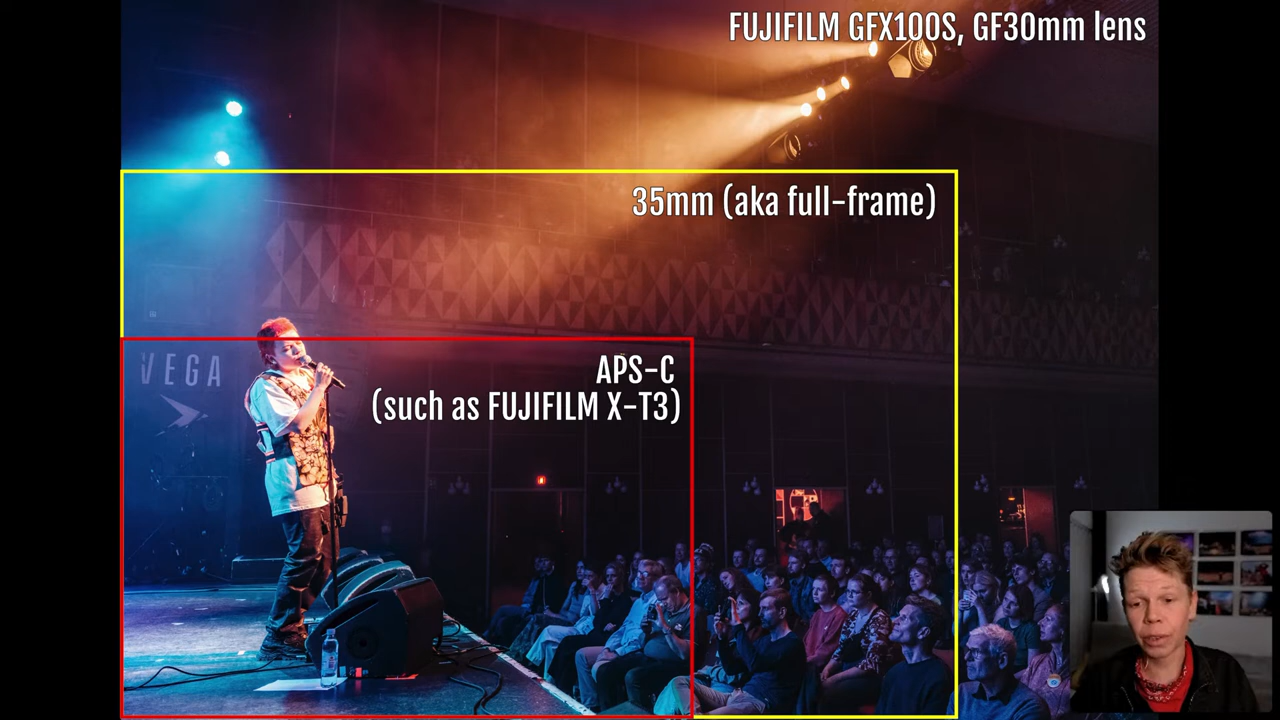 FUJIFILM GFX100S, GF30mm lens
35mm (aka full-frame)
VEGA
APS-C
(such as FUJIFILM X-T3)